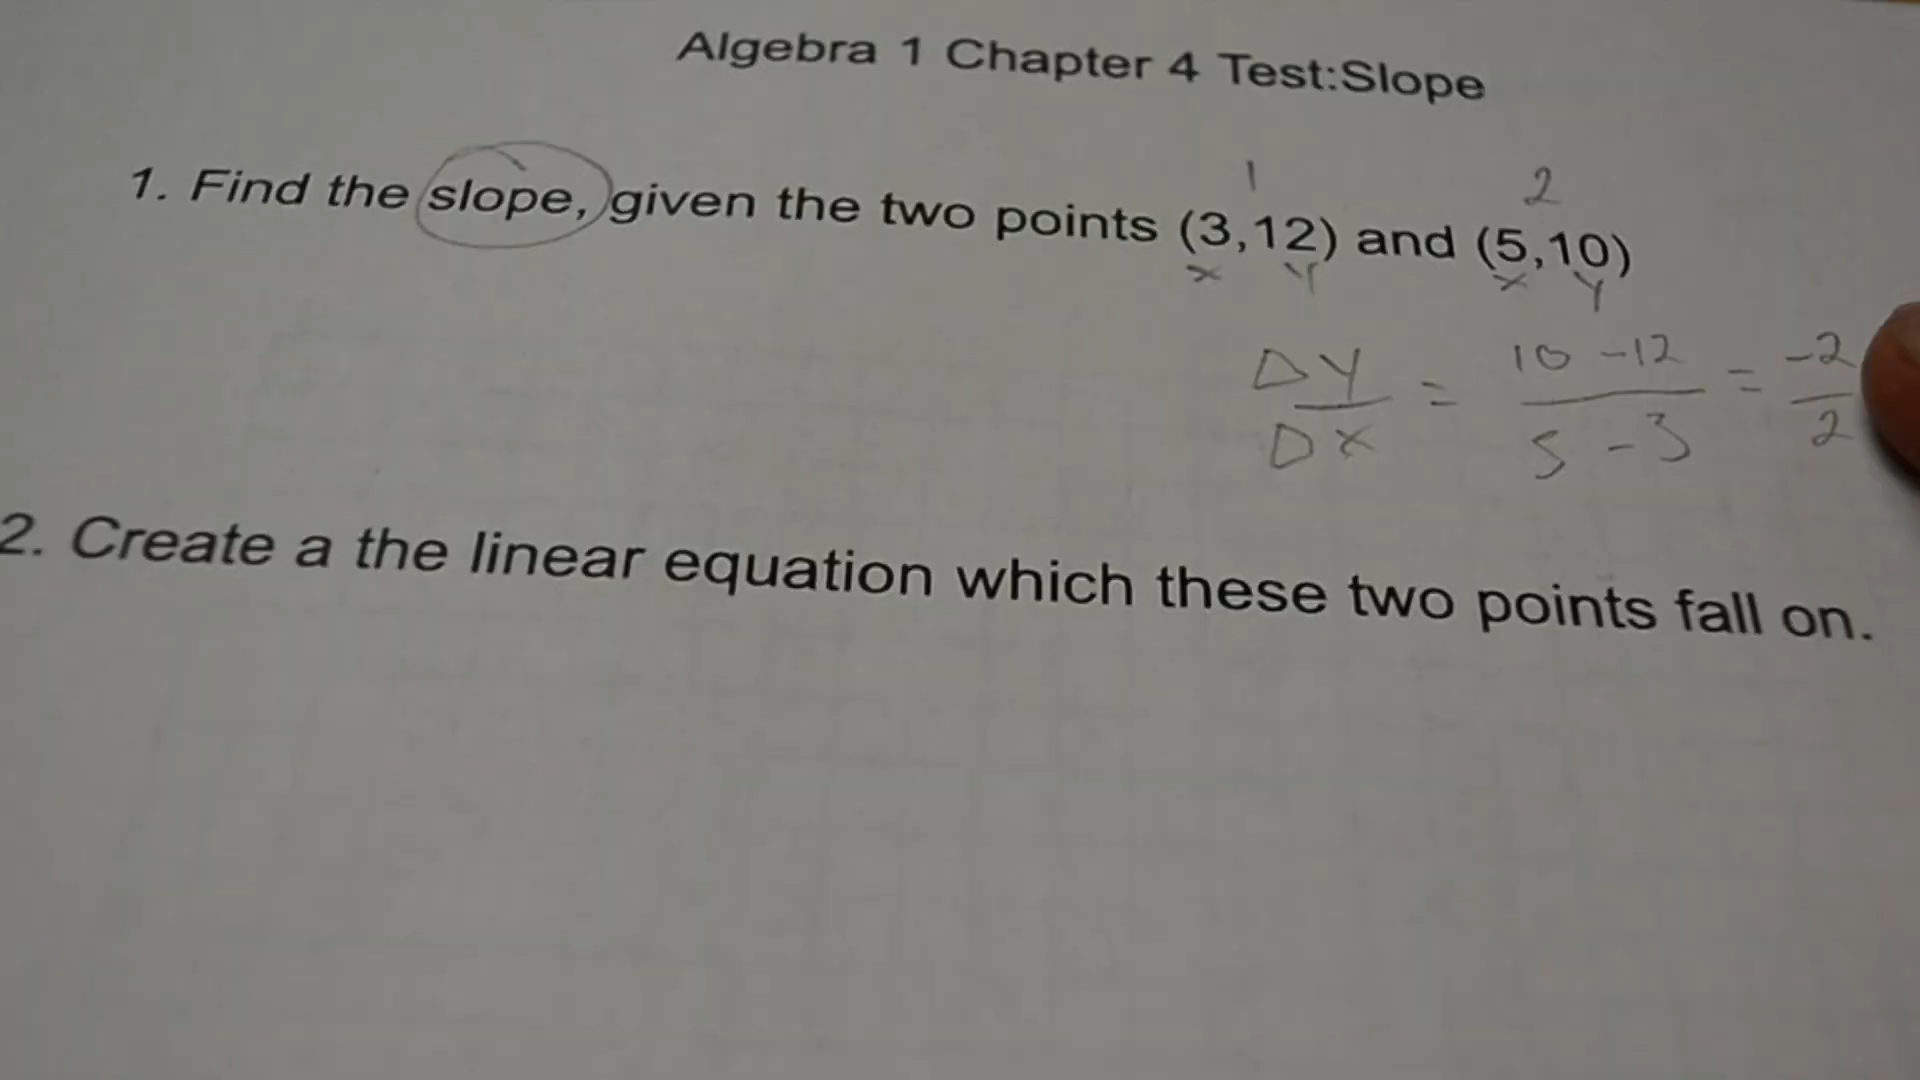 Algebra 1 Chapter 4 Test:Slope
1 2
1. Find the slope, given the two points (3,12) and (5,10)
x y x y
Δy/Δx = 10-12/5-3 = -2/2
2. Create a the linear equation which these two points fall on.